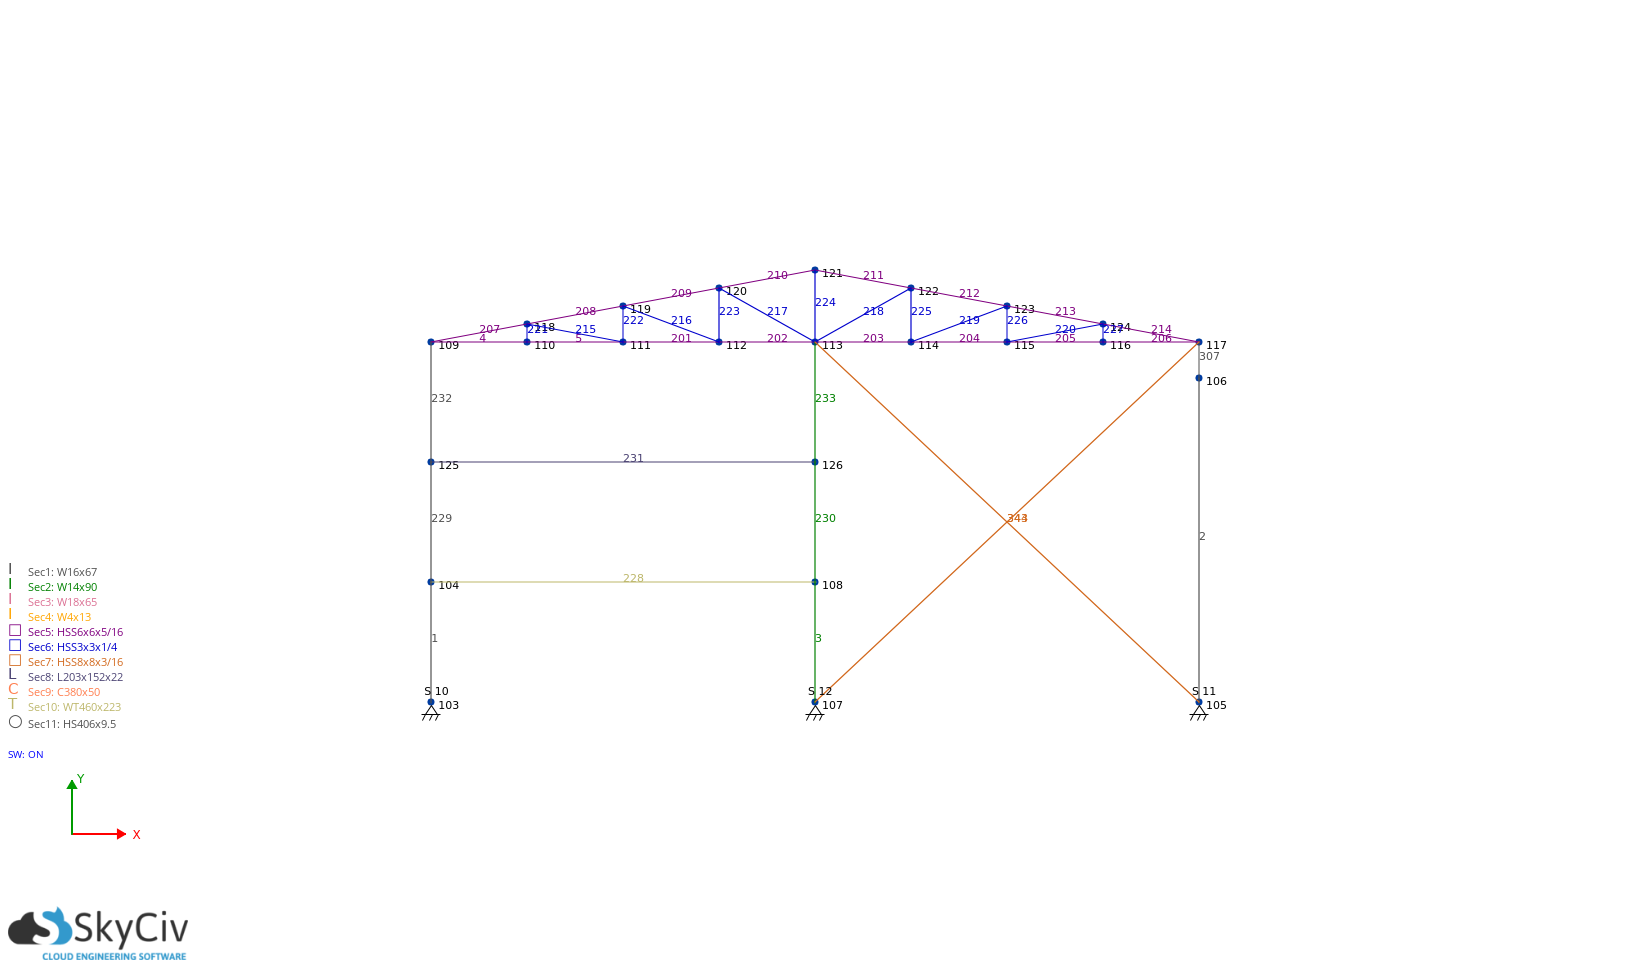 121
210 211
120 122 212
209
224
119 123
208 223 217 218 225 213
222 216 219 226
118 124
207 215 220 214
221
4 5 201 202 203 204 205 206
109 110 111 112 113 114 115 116 117
307
106
232 233
231
125 126
229 230
2
228
104 108
1 3
S 10 S 12 S 11
103 107 105
Sec1: W16x67
Sec2: W14x90
Sec3: W18x65
Sec4: W4x13
Sec5: HSS6x6x5/16
Sec6: HSS3x3x1/4
Sec7: HSS8x8x3/16
Sec8: L203x152x22
Sec9: C380x50
Sec10: WT460x223
Sec11: HS406x9.5
SW: ON
Y
X
SkyCiv
CLOUD ENGINEERING SOFTWARE